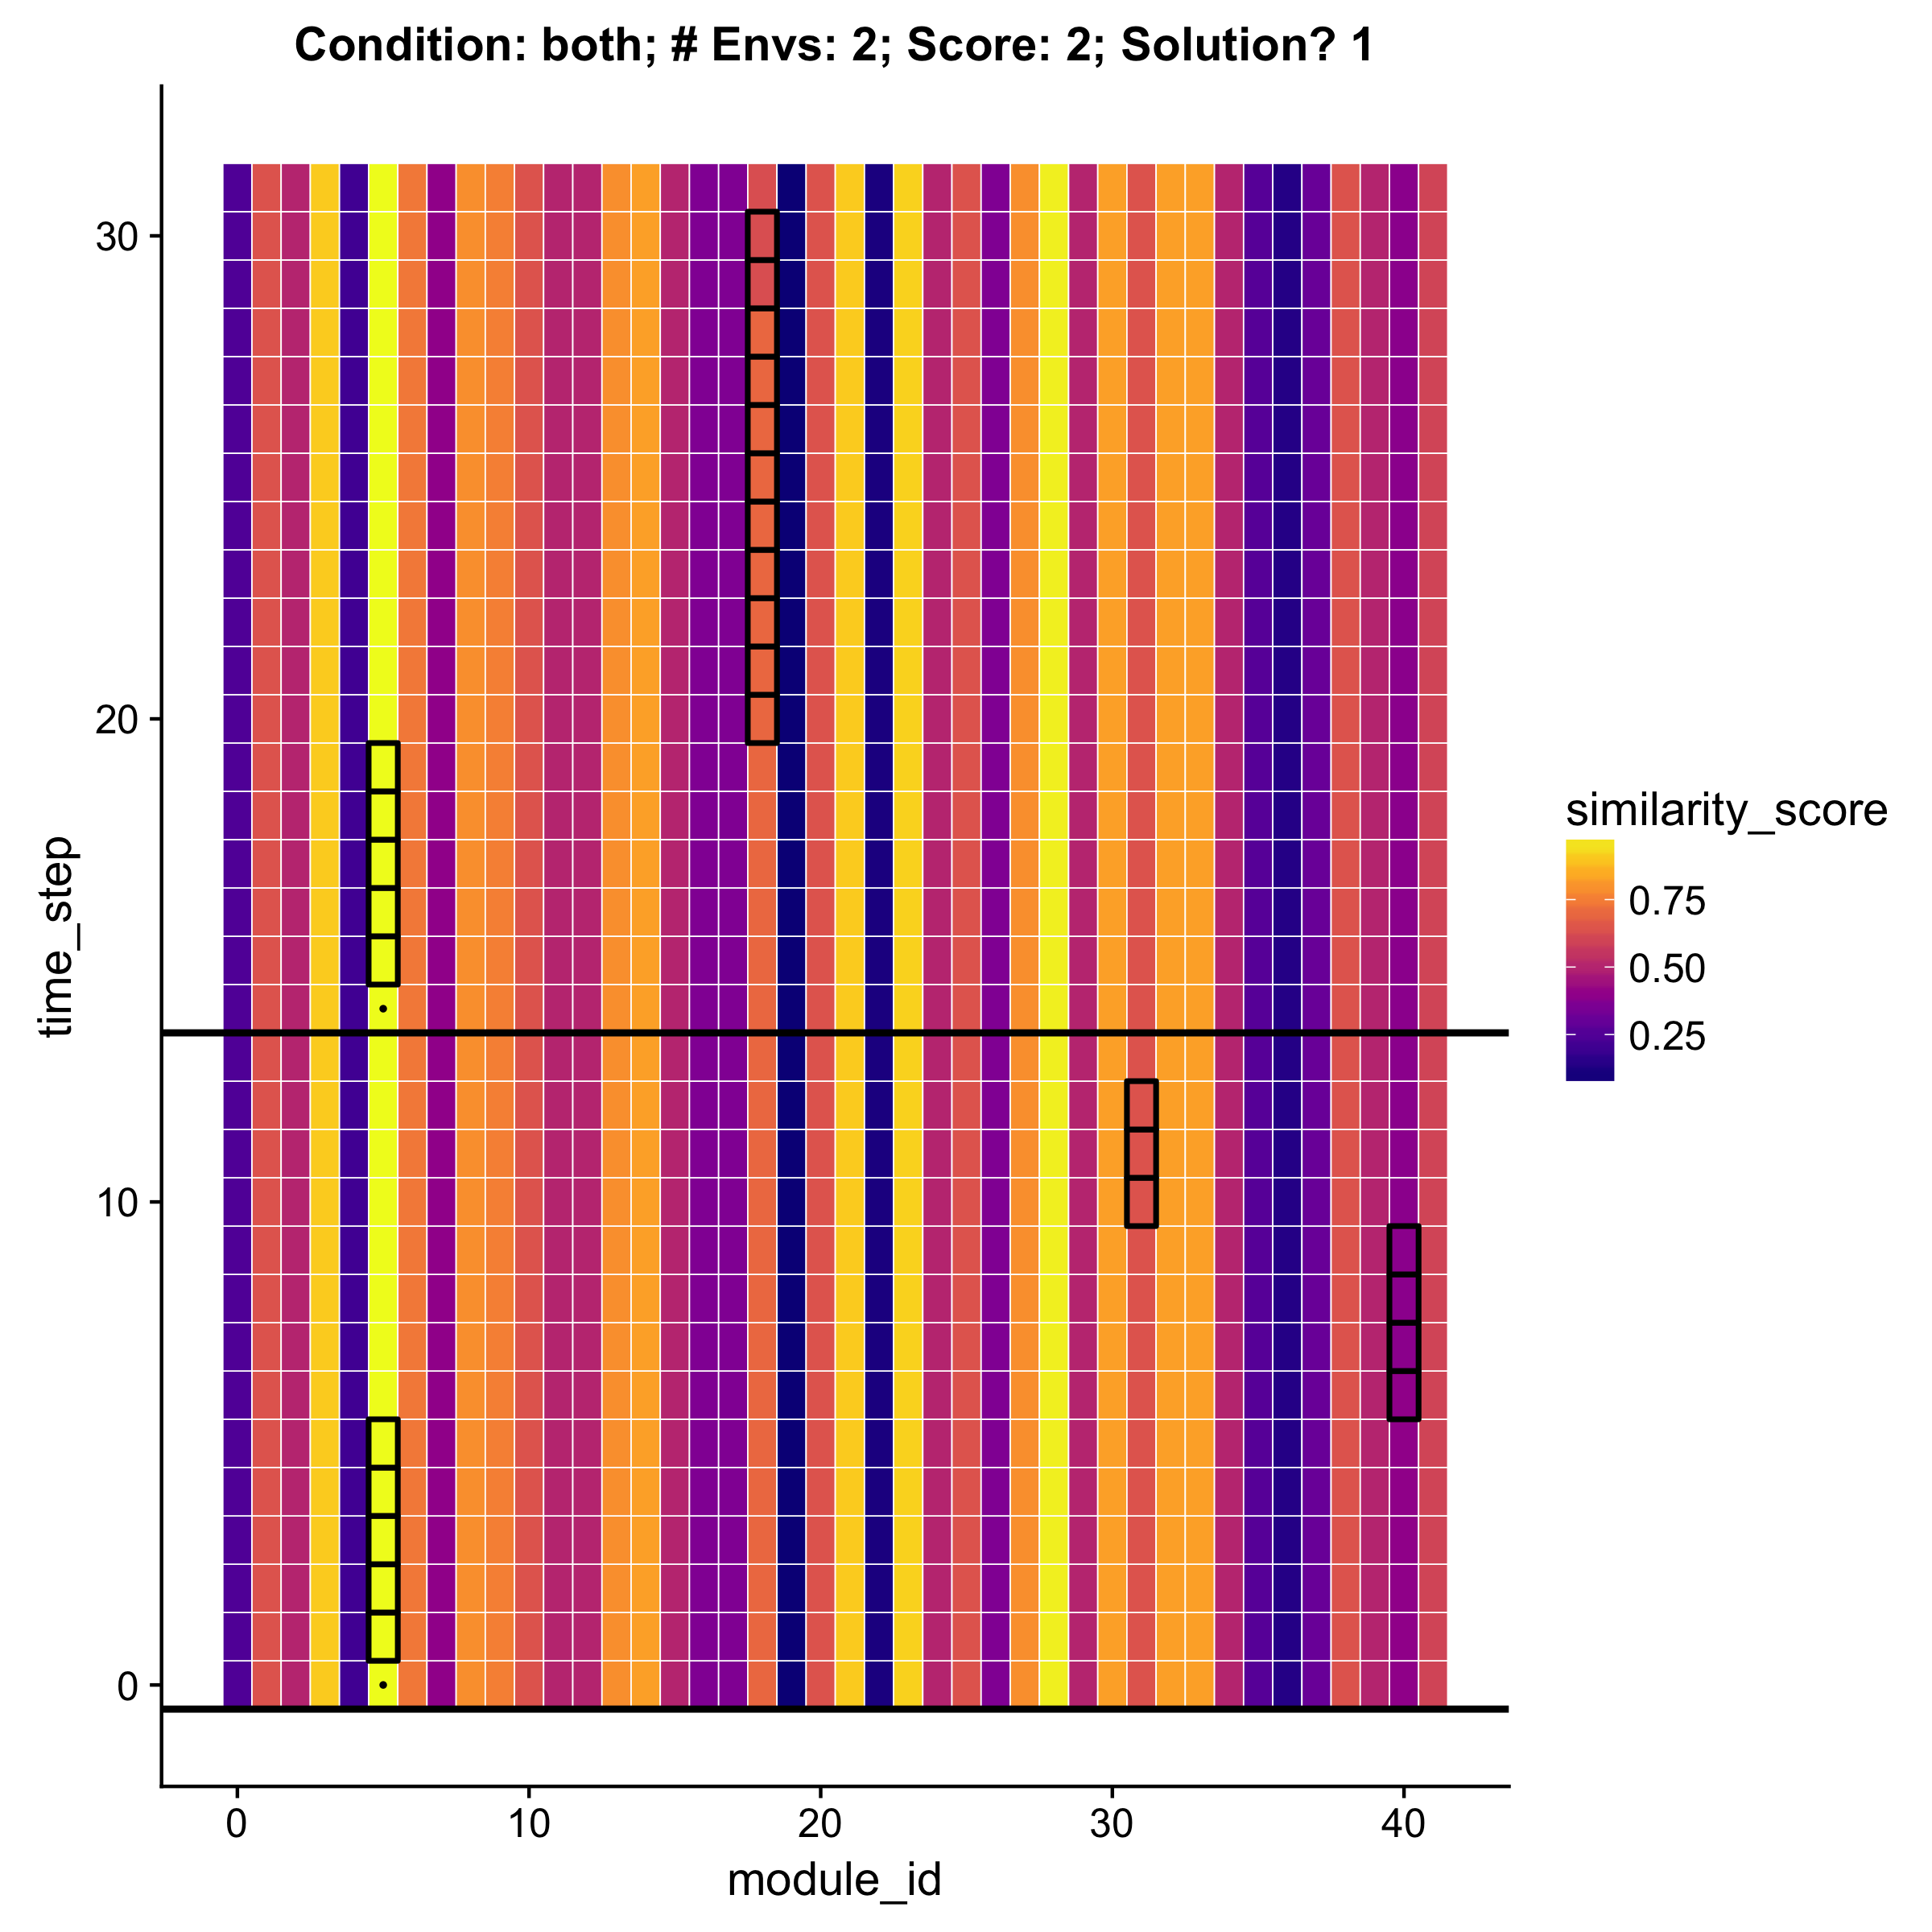 Condition: both; # Envs: 2; Score: 2; Solution? 1
time_step
30
20
10
0
0 10 20 30 40
module_id
similarity_score
0.75
0.50
0.25